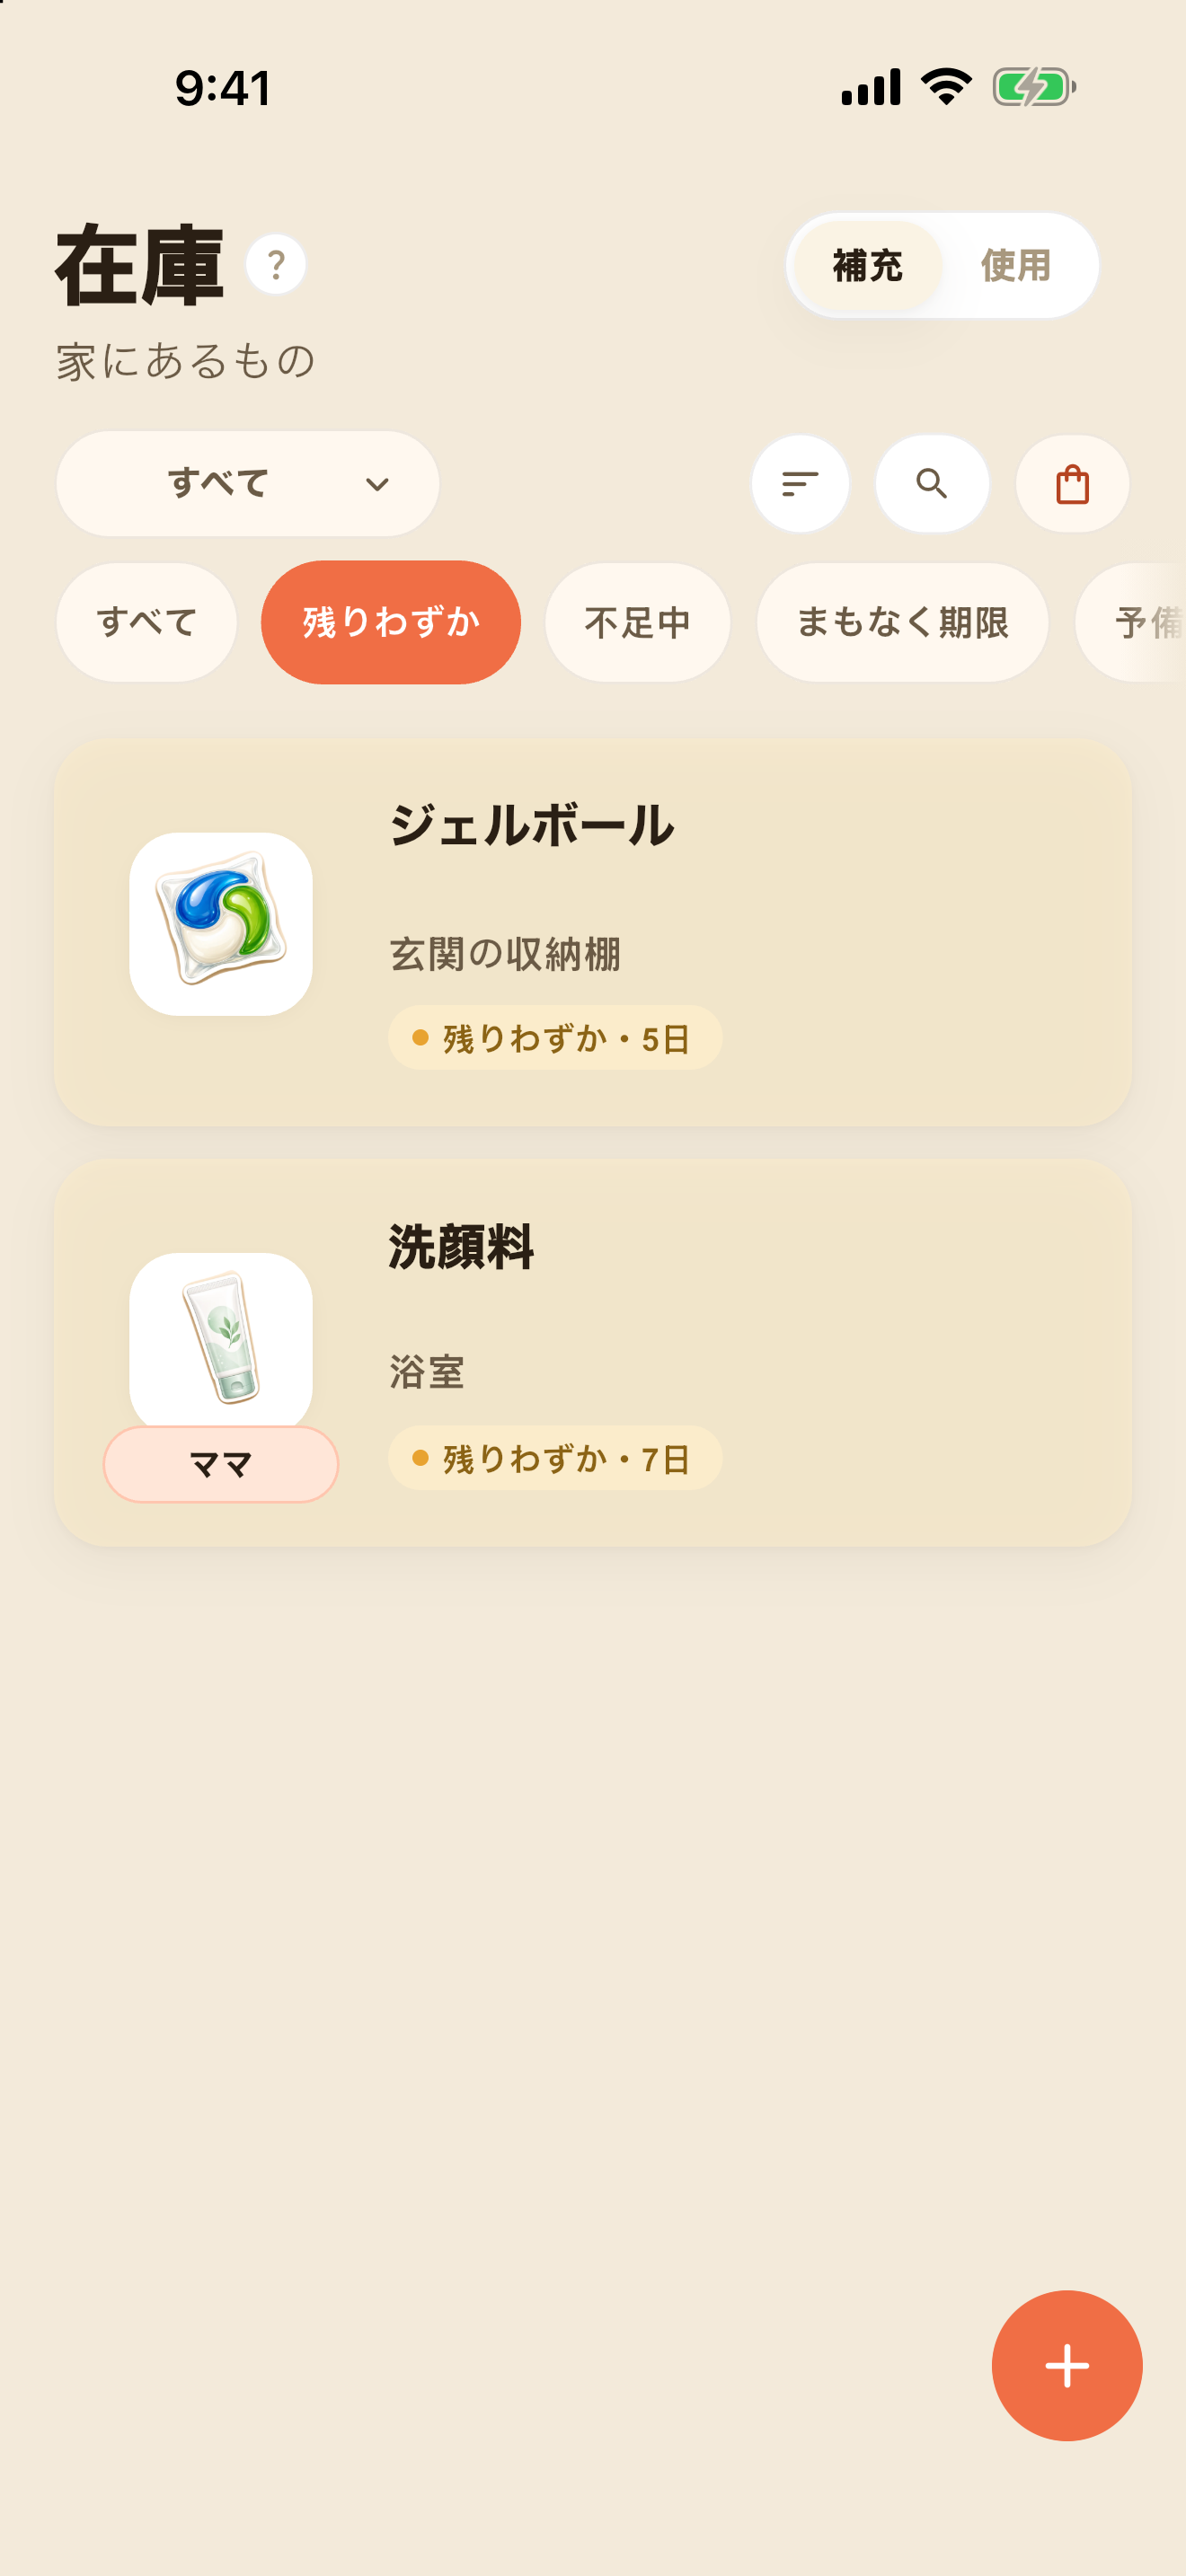 9:41
在庫 ?
補充 使用
家にあるもの
すべて
すべて 残りわずか 不足中 まもなく期限 予備
ジェルボール
玄関の収納棚
残りわずか・5日
洗顔料
浴室
ママ
残りわずか・7日